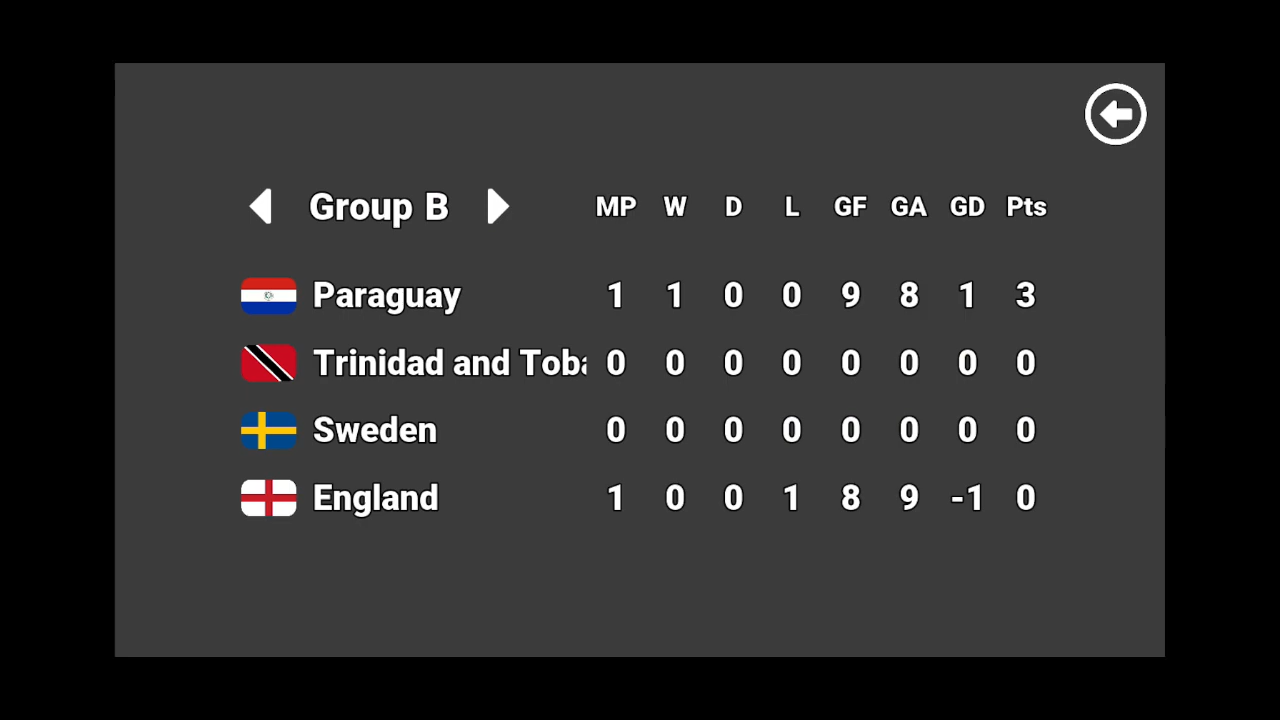 Group B MP W D L GF GA GD Pts
Paraguay 1 1 0 0 9 8 1 3
Trinidad and Toba 0 0 0 0 0 0 0 0
Sweden 0 0 0 0 0 0 0 0
England 1 0 0 1 8 9 -1 0